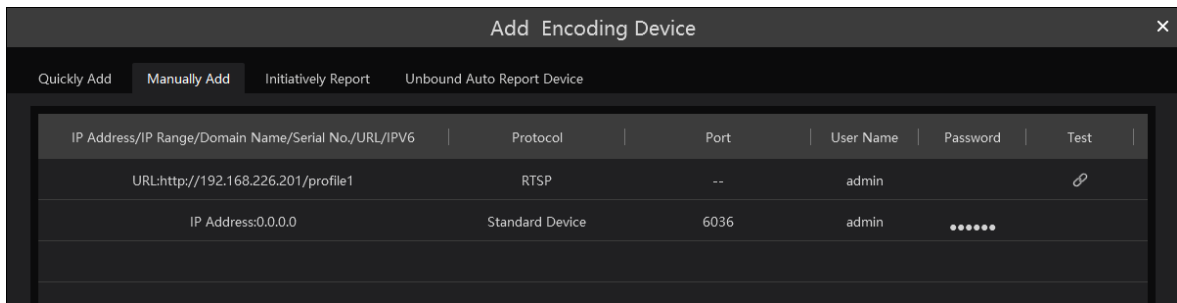 Add Encoding Device
Quickly Add Manually Add Initiatively Report Unbound Auto Report Device
IP Address/IP Range/Domain Name/Serial No./URL/IPV6 Protocol Port User Name Password Test
URL:http://192.168.226.201/profile1 RTSP -- admin
IP Address:0.0.0.0 Standard Device 6036 admin ••••••